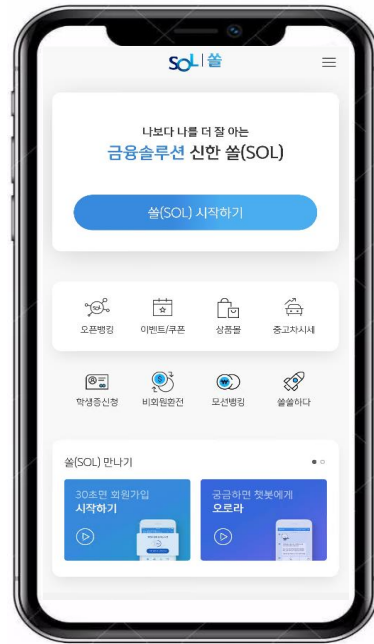 SOL 쏠
나보다 나를 더 잘 아는
금융솔루션 신한 쏠(SOL)
쏠(SOL) 시작하기
오픈뱅킹 이벤트/쿠폰 상품몰 중고차시세
학생증신청 비회원환전 모션뱅킹 쏠쏠하다
쏠(SOL) 만나기
30초면 회원가입 궁금하면 챗봇에게
시작하기 오로라